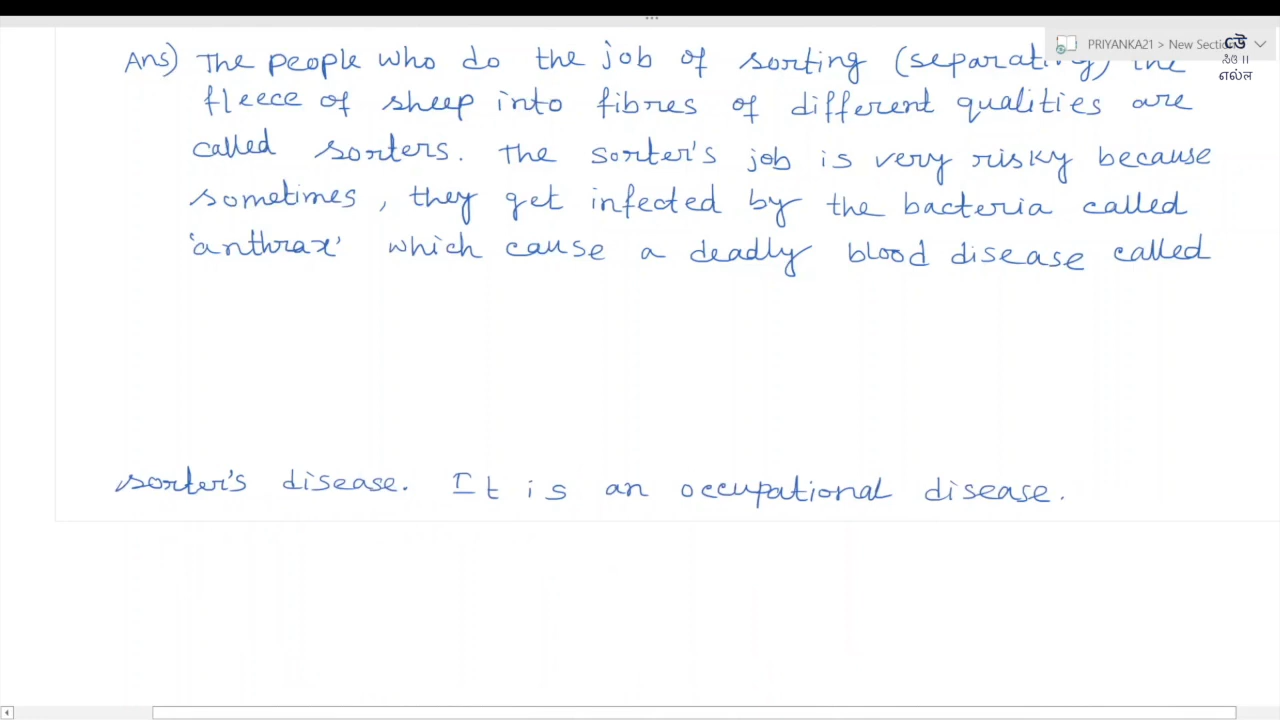 PRIYANKA21 > New Section
எல்ல
Ans) The people who do the job of sorting (separating) the
fleece of sheep into fibres of different qualities are
called sorters. The sorter's job is very risky because
sometimes, they get infected by the bacteria called
'anthrax' which cause a deadly blood disease called
sorter's disease. It is an occupational disease.